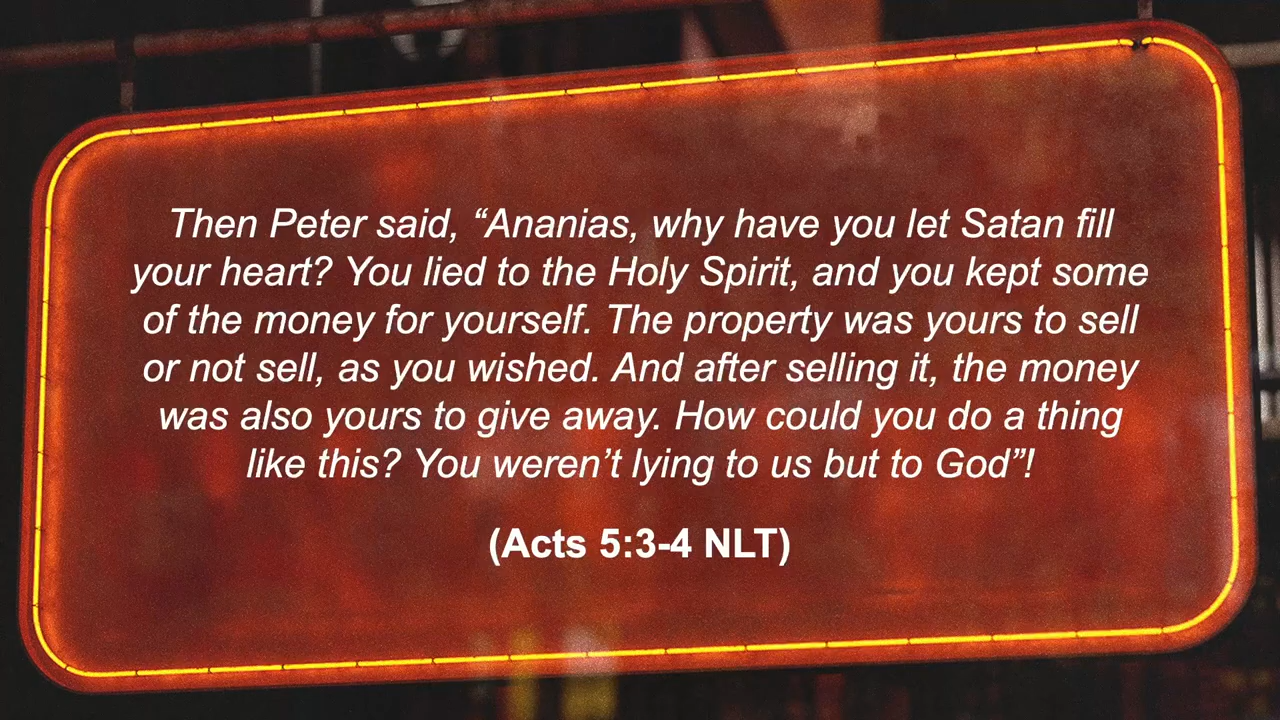 Then Peter said, “Ananias, why have you let Satan fill
your heart? You lied to the Holy Spirit, and you kept some
of the money for yourself. The property was yours to sell
or not sell, as you wished. And after selling it, the money
was also yours to give away. How could you do a thing
like this? You weren’t lying to us but to God”!
(Acts 5:3-4 NLT)